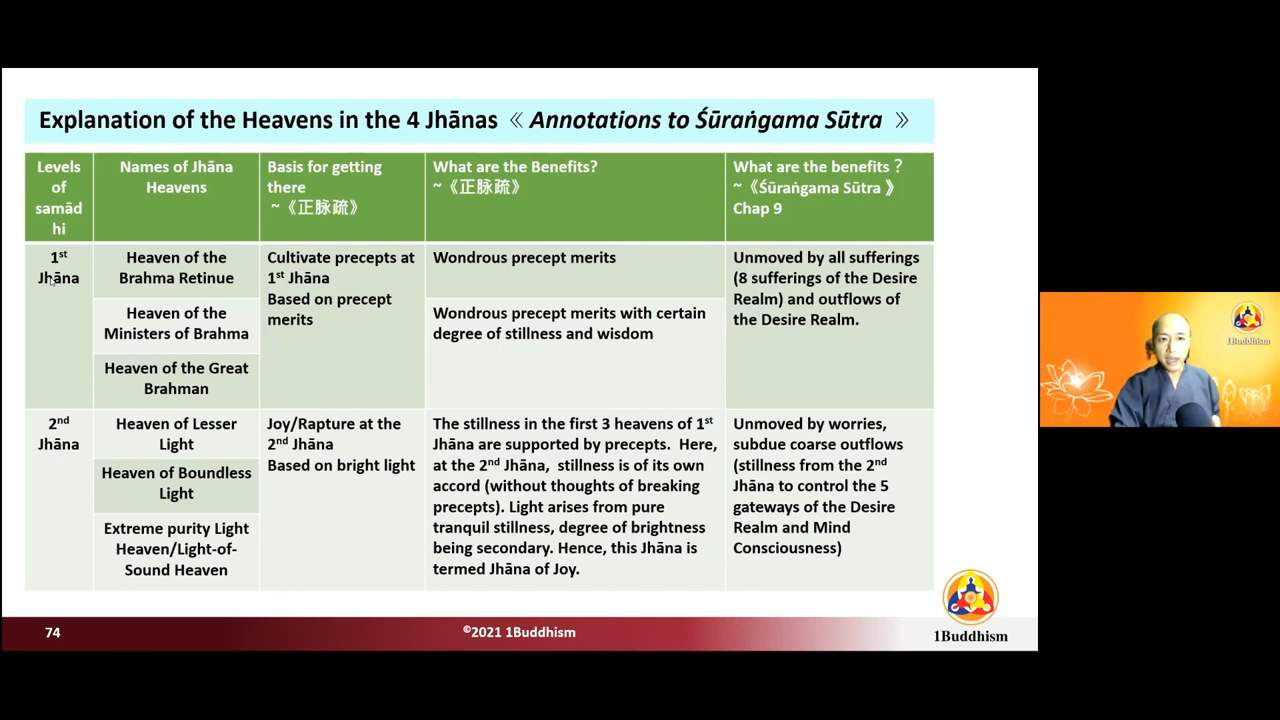 Explanation of the Heavens in the 4 Jhānas 《 Annotations to Śūraṅgama Sūtra 》
Levels
of
samād
hi
Names of Jhāna
Heavens
Basis for getting
there
~《正脉疏》
What are the Benefits?
~《正脉疏》
What are the benefits ?
~《Śūraṅgama Sūtra 》
Chap 9
1st
Jhāna
Heaven of the
Brahma Retinue
Heaven of the
Ministers of Brahma
Heaven of the Great
Brahman
Cultivate precepts at
1st Jhāna
Based on precept
merits
Wondrous precept merits
Wondrous precept merits with certain
degree of stillness and wisdom
Unmoved by all sufferings
(8 sufferings of the Desire
Realm) and outflows of
the Desire Realm.
2nd
Jhāna
Heaven of Lesser
Light
Heaven of Boundless
Light
Extreme purity Light
Heaven/Light-of-
Sound Heaven
Joy/Rapture at the
2nd Jhāna
Based on bright light
The stillness in the first 3 heavens of 1st
Jhāna are supported by precepts. Here,
at the 2nd Jhāna, stillness is of its own
accord (without thoughts of breaking
precepts). Light arises from pure
tranquil stillness, degree of brightness
being secondary. Hence, this Jhāna is
termed Jhāna of Joy.
Unmoved by worries,
subdue coarse outflows
(stillness from the 2nd
Jhāna to control the 5
gateways of the Desire
Realm and Mind
Consciousness)
74
©2021 1Buddhism
1Buddhism
1Buddhism